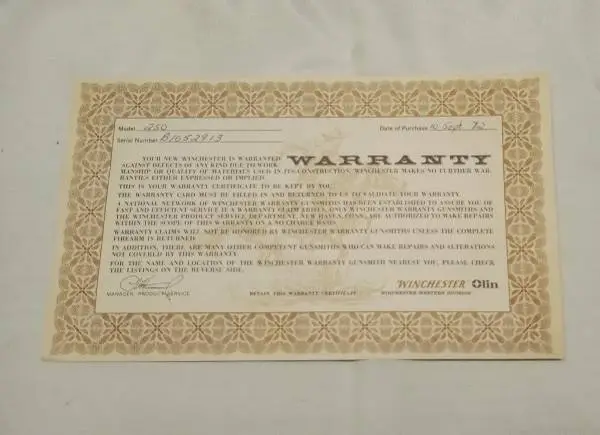 Model 250 Date of Purchase 10 Sept 72
Serial Number B1052913
WARRANTY
YOUR NEW WINCHESTER IS WARRANTED
AGAINST DEFECTS OF ANY KIND DUE TO WORK-
MANSHIP OR QUALITY OF MATERIALS USED IN ITS CONSTRUCTION. WINCHESTER MAKES NO FURTHER WAR-
RANTIES EITHER EXPRESSED OR IMPLIED.
THIS IS YOUR WARRANTY CERTIFICATE TO BE KEPT BY YOU.
THE WARRANTY CARD MUST BE FILLED IN AND RETURNED TO US TO VALIDATE YOUR WARRANTY.
A NATIONAL NETWORK OF WINCHESTER WARRANTY GUNSMITHS HAS BEEN ESTABLISHED TO ASSURE YOU OF
FAST AND EFFICIENT SERVICE IF A WARRANTY CLAIM ARISES. ONLY WINCHESTER WARRANTY GUNSMITHS AND
THE WINCHESTER PRODUCT SERVICE DEPARTMENT, NEW HAVEN, CONN., ARE AUTHORIZED TO MAKE REPAIRS
WITHIN THE SCOPE OF THIS WARRANTY ON A NO CHARGE BASIS.
WARRANTY CLAIMS WILL NOT BE HONORED BY WINCHESTER WARRANTY GUNSMITHS UNLESS THE COMPLETE
FIREARM IS RETURNED.
IN ADDITION, THERE ARE MANY OTHER COMPETENT GUNSMITHS WHO CAN MAKE REPAIRS AND ALTERATIONS
NOT COVERED BY THIS WARRANTY.
FOR THE NAME AND LOCATION OF THE WINCHESTER WARRANTY GUNSMITH NEAREST YOU, PLEASE CHECK
THE LISTINGS ON THE REVERSE SIDE.
WINCHESTER Olin
MANAGER, PRODUCT SERVICE RETAIN THIS WARRANTY CERTIFICATE WINCHESTER-WESTERN DIVISION